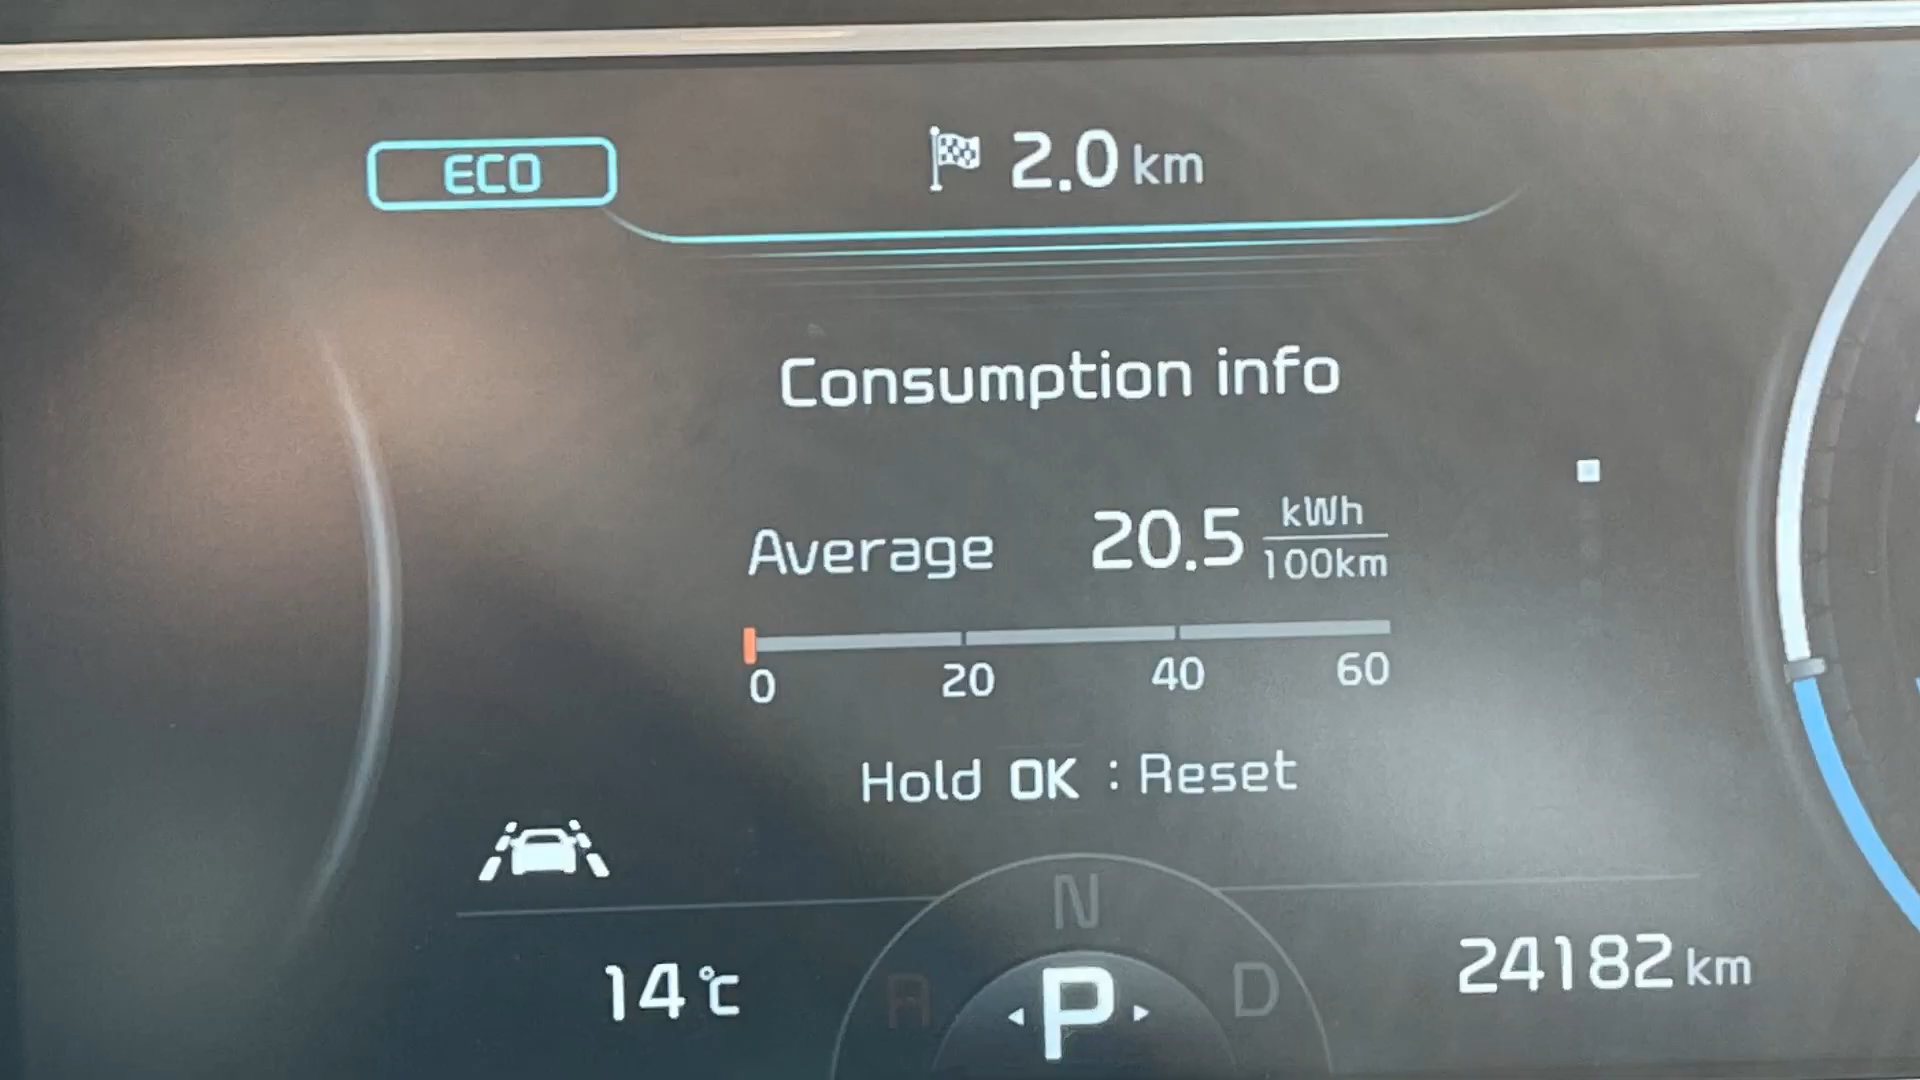 ECO
2.0 km
Consumption info
Average 20.5 kWh
100km
0 20 40 60
Hold OK : Reset
N
R P D
14℃
24182 km